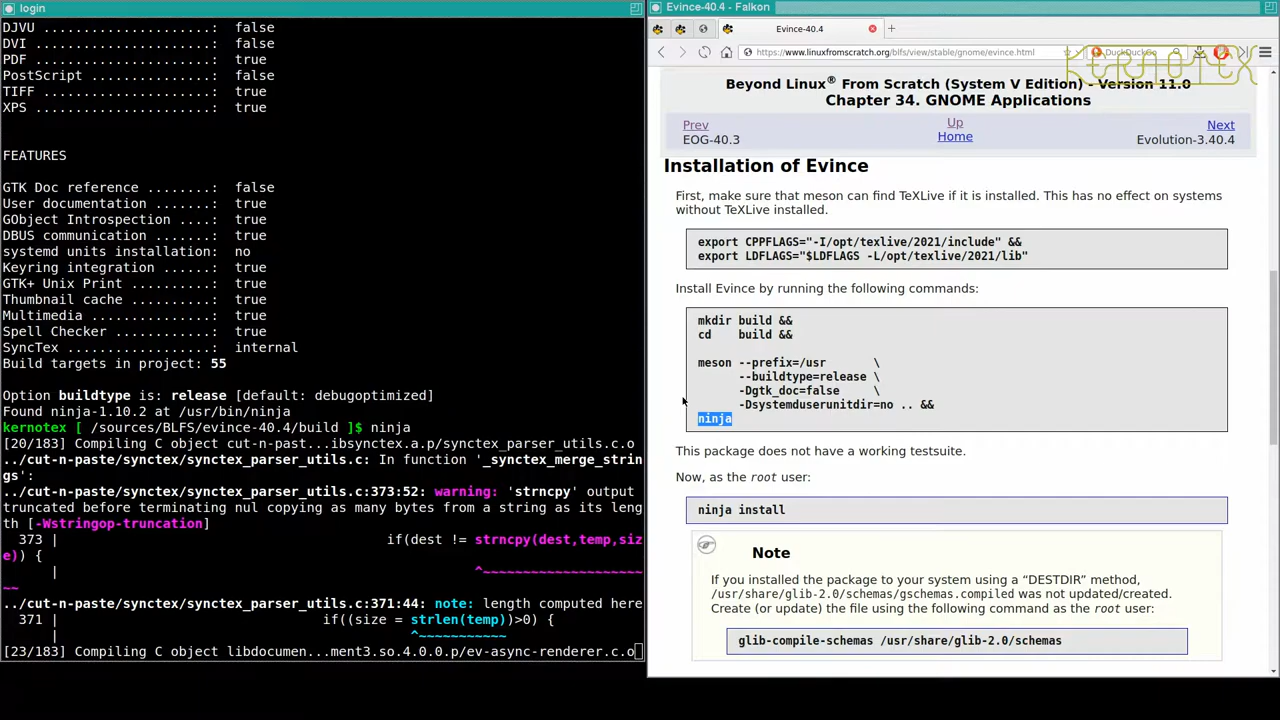 login
DJVU ....................:  false
DVI .....................:  false
PDF .....................:  true
PostScript ..............:  false
TIFF ....................:  true
XPS .....................:  true
FEATURES
GTK Doc reference ........:  false
User documentation .......:  true
GObject Introspection ....:  true
DBUS communication .......:  true
systemd units installation:  no
Keyring integration ......:  true
GTK+ Unix Print ..........:  true
Thumbnail cache ..........:  true
Multimedia ...............:  true
Spell Checker ............:  true
SyncTex ..................:  internal
Build targets in project: 55
Option buildtype is: release [default: debugoptimized]
Found ninja-1.10.2 at /usr/bin/ninja
kernotex [ /sources/BLFS/evince-40.4/build ]$ ninja
[20/183] Compiling C object cut-n-past...ibsynctex.a.p/synctex_parser_utils.c.o
../cut-n-paste/synctex/synctex_parser_utils.c: In function '_synctex_merge_strin
gs':
../cut-n-paste/synctex/synctex_parser_utils.c:373:52: warning: 'strncpy' output
truncated before terminating nul copying as many bytes from a string as its leng
th [-Wstringop-truncation]
373 |                                         if(dest != strncpy(dest,temp,siz
e)) {
|                                                    ^~~~~~~~~~~~~~~~~~~~~
~~
../cut-n-paste/synctex/synctex_parser_utils.c:371:44: note: length computed here
371 |                                 if((size = strlen(temp))>0) {
|                                            ^~~~~~~~~~~~
[23/183] Compiling C object libdocumen...ment3.so.4.0.0.p/ev-async-renderer.c.o
Evince-40.4 - Falkon
Evince-40.4
https://www.linuxfromscratch.org/blfs/view/stable/gnome/evince.html
DuckDuckGo
KERNOTEX
Beyond Linux® From Scratch (System V Edition) - Version 11.0
Chapter 34. GNOME Applications
Prev Up Next
EOG-40.3 Home Evolution-3.40.4
Installation of Evince
First, make sure that meson can find TeXLive if it is installed. This has no effect on systems
without TeXLive installed.
export CPPFLAGS="-I/opt/texlive/2021/include" &&
export LDFLAGS="$LDFLAGS -L/opt/texlive/2021/lib"
Install Evince by running the following commands:
mkdir build &&
cd    build &&
meson --prefix=/usr       \
--buildtype=release \
-Dgtk_doc=false     \
-Dsystemduserunitdir=no .. &&
ninja
This package does not have a working testsuite.
Now, as the root user:
ninja install
Note
If you installed the package to your system using a “DESTDIR” method,
/usr/share/glib-2.0/schemas/gschemas.compiled was not updated/created.
Create (or update) the file using the following command as the root user:
glib-compile-schemas /usr/share/glib-2.0/schemas